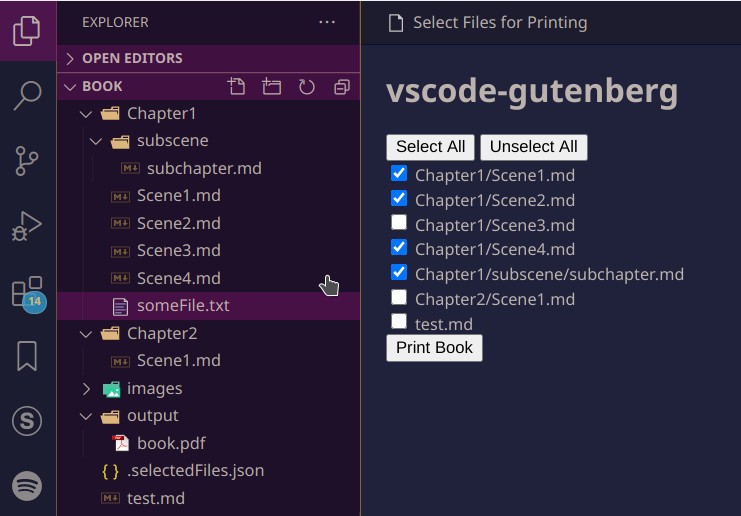 EXPLORER
OPEN EDITORS
BOOK
Chapter1
subscene
subchapter.md
Scene1.md
Scene2.md
Scene3.md
Scene4.md
someFile.txt
Chapter2
Scene1.md
images
output
book.pdf
{ } .selectedFiles.json
test.md
14
Select Files for Printing
vscode-gutenberg
Select All Unselect All
Chapter1/Scene1.md
Chapter1/Scene2.md
Chapter1/Scene3.md
Chapter1/Scene4.md
Chapter1/subscene/subchapter.md
Chapter2/Scene1.md
test.md
Print Book